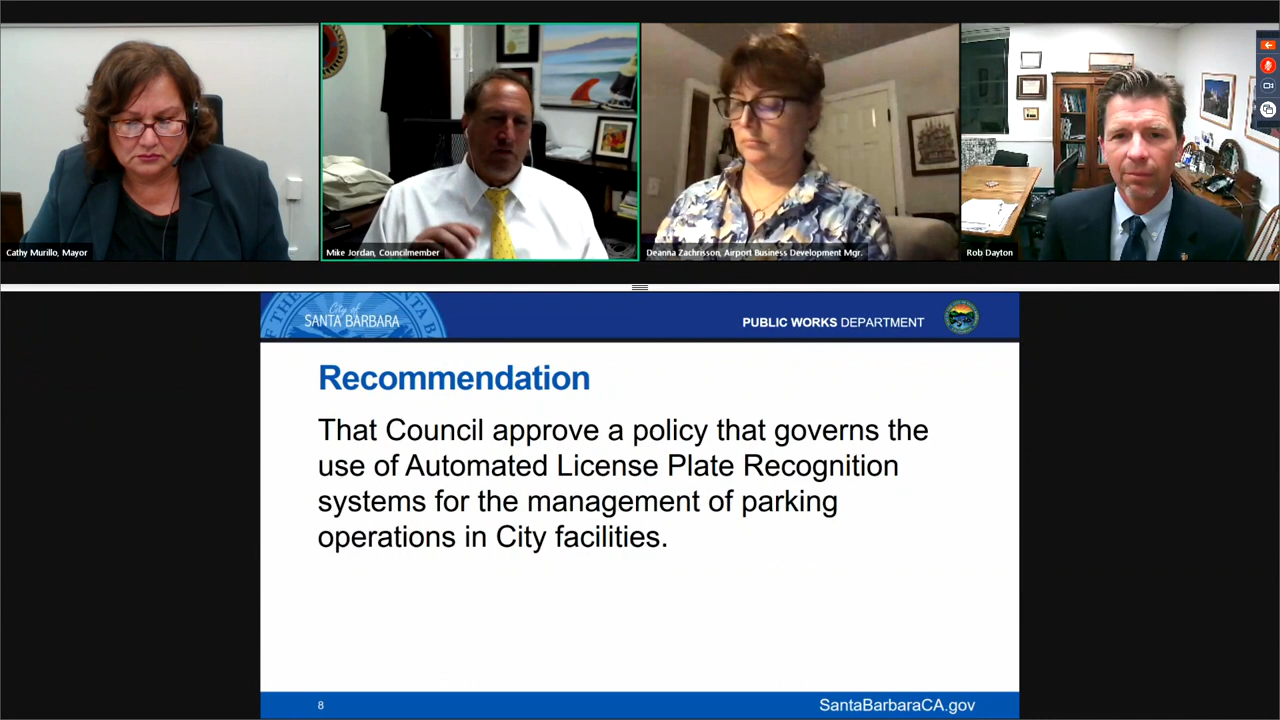 Cathy Murillo, Mayor
Mike Jordan, Councilmember
Deanna Zachrisson, Airport Business Development Mgr.
Rob Dayton
City of
SANTA BARBARA
PUBLIC WORKS DEPARTMENT
Recommendation
That Council approve a policy that governs the
use of Automated License Plate Recognition
systems for the management of parking
operations in City facilities.
8
SantaBarbaraCA.gov